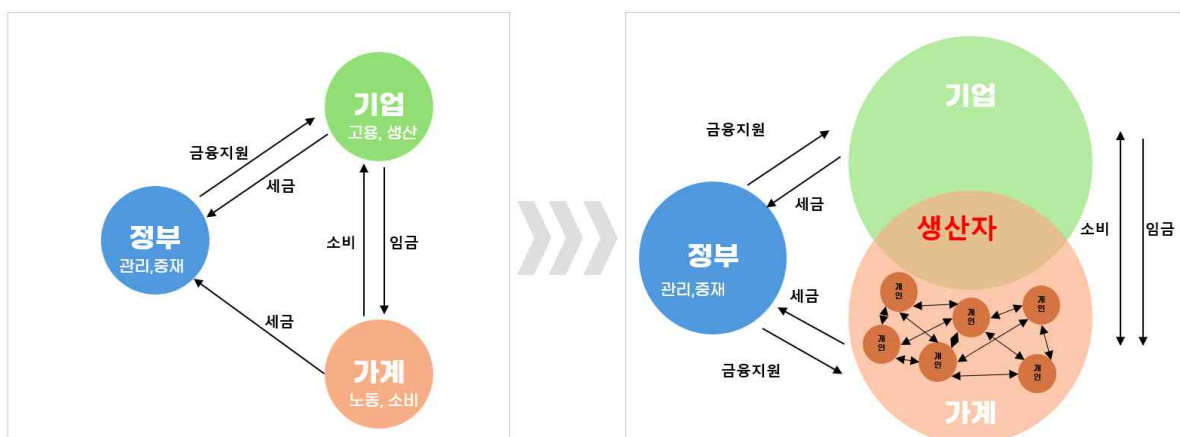 기업
고용, 생산
금융지원
세금
정부
관리,중재
소비
임금
세금
가계
노동, 소비
기업
금융지원
세금
생산자
소비
임금
정부
관리,중재
세금
금융지원
개인
개인
개인
개인
개인
개인
가계